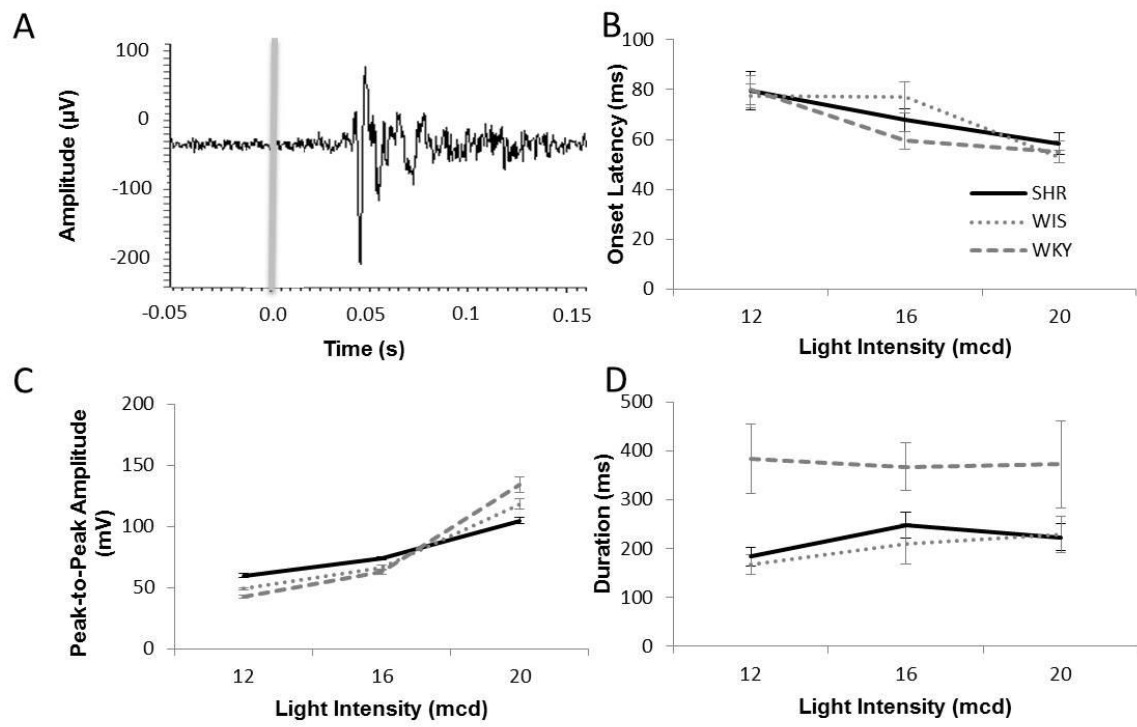 A
Amplitude (µV)
100
0
-100
-200
-0.05
0.0
0.05
0.1
0.15
Time (s)
B
Onset Latency (ms)
100
80
60
40
20
0
SHR
WIS
WKY
12
16
20
Light Intensity (mcd)
C
Peak-to-Peak Amplitude
(mV)
200
150
100
50
0
12
16
20
Light Intensity (mcd)
D
Duration (ms)
500
400
300
200
100
0
12
16
20
Light Intensity (mcd)